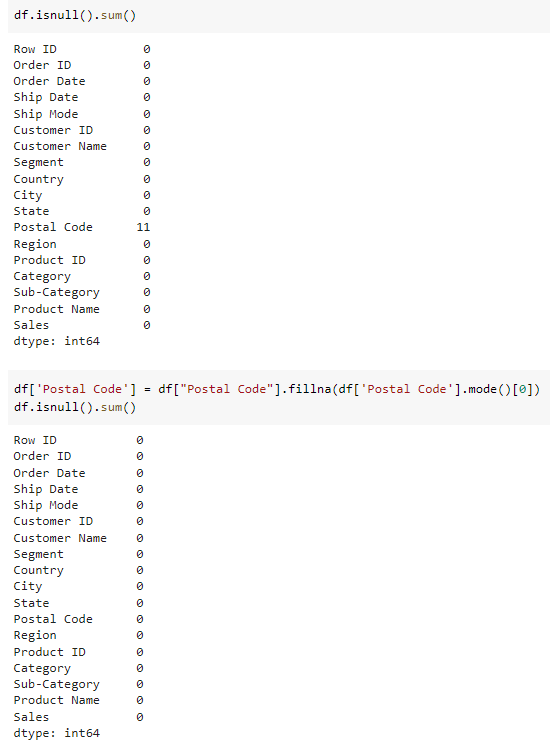 df.isnull().sum()
Row ID 0
Order ID 0
Order Date 0
Ship Date 0
Ship Mode 0
Customer ID 0
Customer Name 0
Segment 0
Country 0
City 0
State 0
Postal Code 11
Region 0
Product ID 0
Category 0
Sub-Category 0
Product Name 0
Sales 0
dtype: int64
df['Postal Code'] = df["Postal Code"].fillna(df['Postal Code'].mode()[0])
df.isnull().sum()
Row ID 0
Order ID 0
Order Date 0
Ship Date 0
Ship Mode 0
Customer ID 0
Customer Name 0
Segment 0
Country 0
City 0
State 0
Postal Code 0
Region 0
Product ID 0
Category 0
Sub-Category 0
Product Name 0
Sales 0
dtype: int64